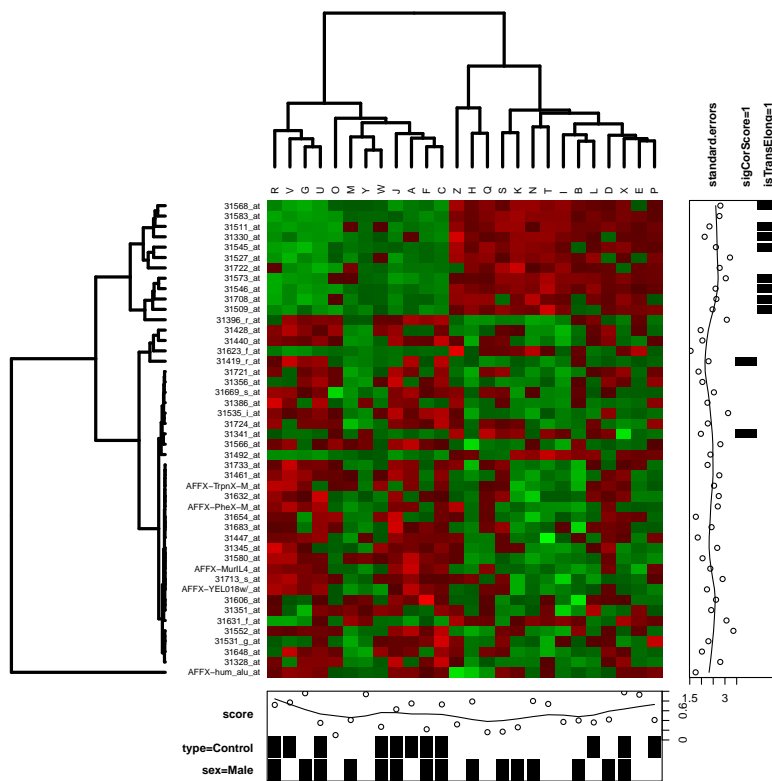 standard.errors
sigCorScore=1
isTransElong=1
R V G U O M Y W J A F C Z H Q S K N T I B L D X E P
31568_at
31583_at
31511_at
31330_at
31545_at
31527_at
31722_at
31573_at
31546_at
31708_at
31509_at
31396_r_at
31428_at
31440_at
31623_f_at
31419_r_at
31721_at
31356_at
31669_s_at
31386_at
31535_i_at
31724_at
31341_at
31566_at
31492_at
31733_at
31461_at
AFFX-TrpnX-M_at
31632_at
AFFX-PheX-M_at
31654_at
31683_at
31447_at
31345_at
31580_at
AFFX-MurIL4_at
31713_s_at
AFFX-YEL018w/_at
31606_at
31351_at
31631_f_at
31552_at
31531_g_at
31648_at
31328_at
AFFX-hum_alu_at
1.5 3
score
0 0.6
type=Control
sex=Male